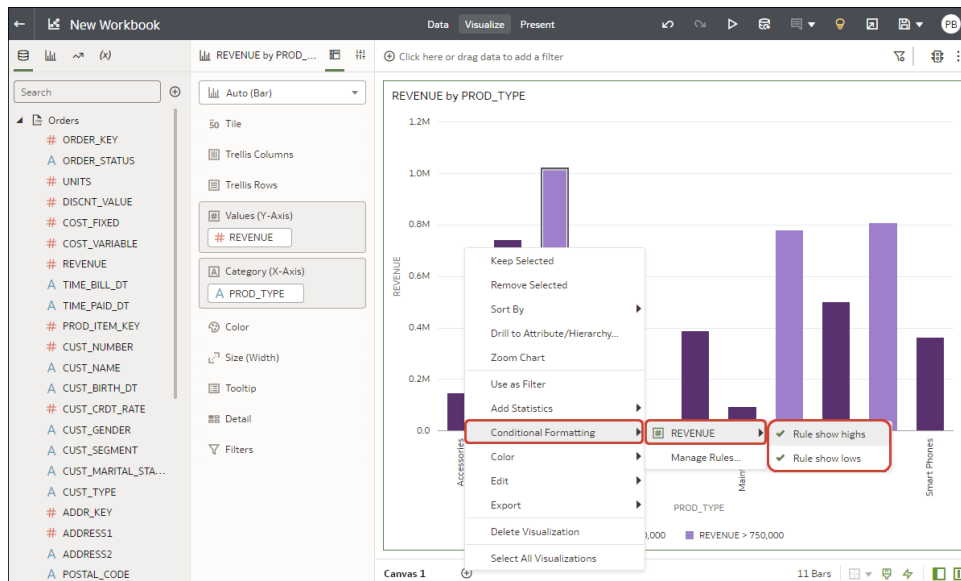 New Workbook
Data Visualize Present
PB
(x)
REVENUE by PROD_...
Click here or drag data to add a filter
Search
Orders
# ORDER_KEY
A ORDER_STATUS
# UNITS
# DISCNT_VALUE
# COST_FIXED
# COST_VARIABLE
# REVENUE
A TIME_BILL_DT
A TIME_PAID_DT
# PROD_ITEM_KEY
# CUST_NUMBER
A CUST_NAME
A CUST_BIRTH_DT
# CUST_CRDT_RATE
A CUST_GENDER
A CUST_SEGMENT
A CUST_MARITAL_STA...
A CUST_TYPE
# ADDR_KEY
# ADDRESS1
A ADDRESS2
A POSTAL_CODE
Auto (Bar)
50 Tile
Trellis Columns
Trellis Rows
# Values (Y-Axis)
# REVENUE
A Category (X-Axis)
A PROD_TYPE
Color
Size (Width)
Tooltip
Detail
Filters
REVENUE by PROD_TYPE
1.2M
1.0M
0.8M
0.6M
0.4M
0.2M
0.0
REVENUE
Keep Selected
Remove Selected
Sort By
Drill to Attribute/Hierarchy...
Zoom Chart
Use as Filter
Add Statistics
Conditional Formatting
Color
Edit
Export
Delete Visualization
Select All Visualizations
# REVENUE
Manage Rules...
Rule show highs
Rule show lows
Accessories
Main
Smart Phones
PROD_TYPE
0,000
REVENUE > 750,000
Canvas 1
11 Bars